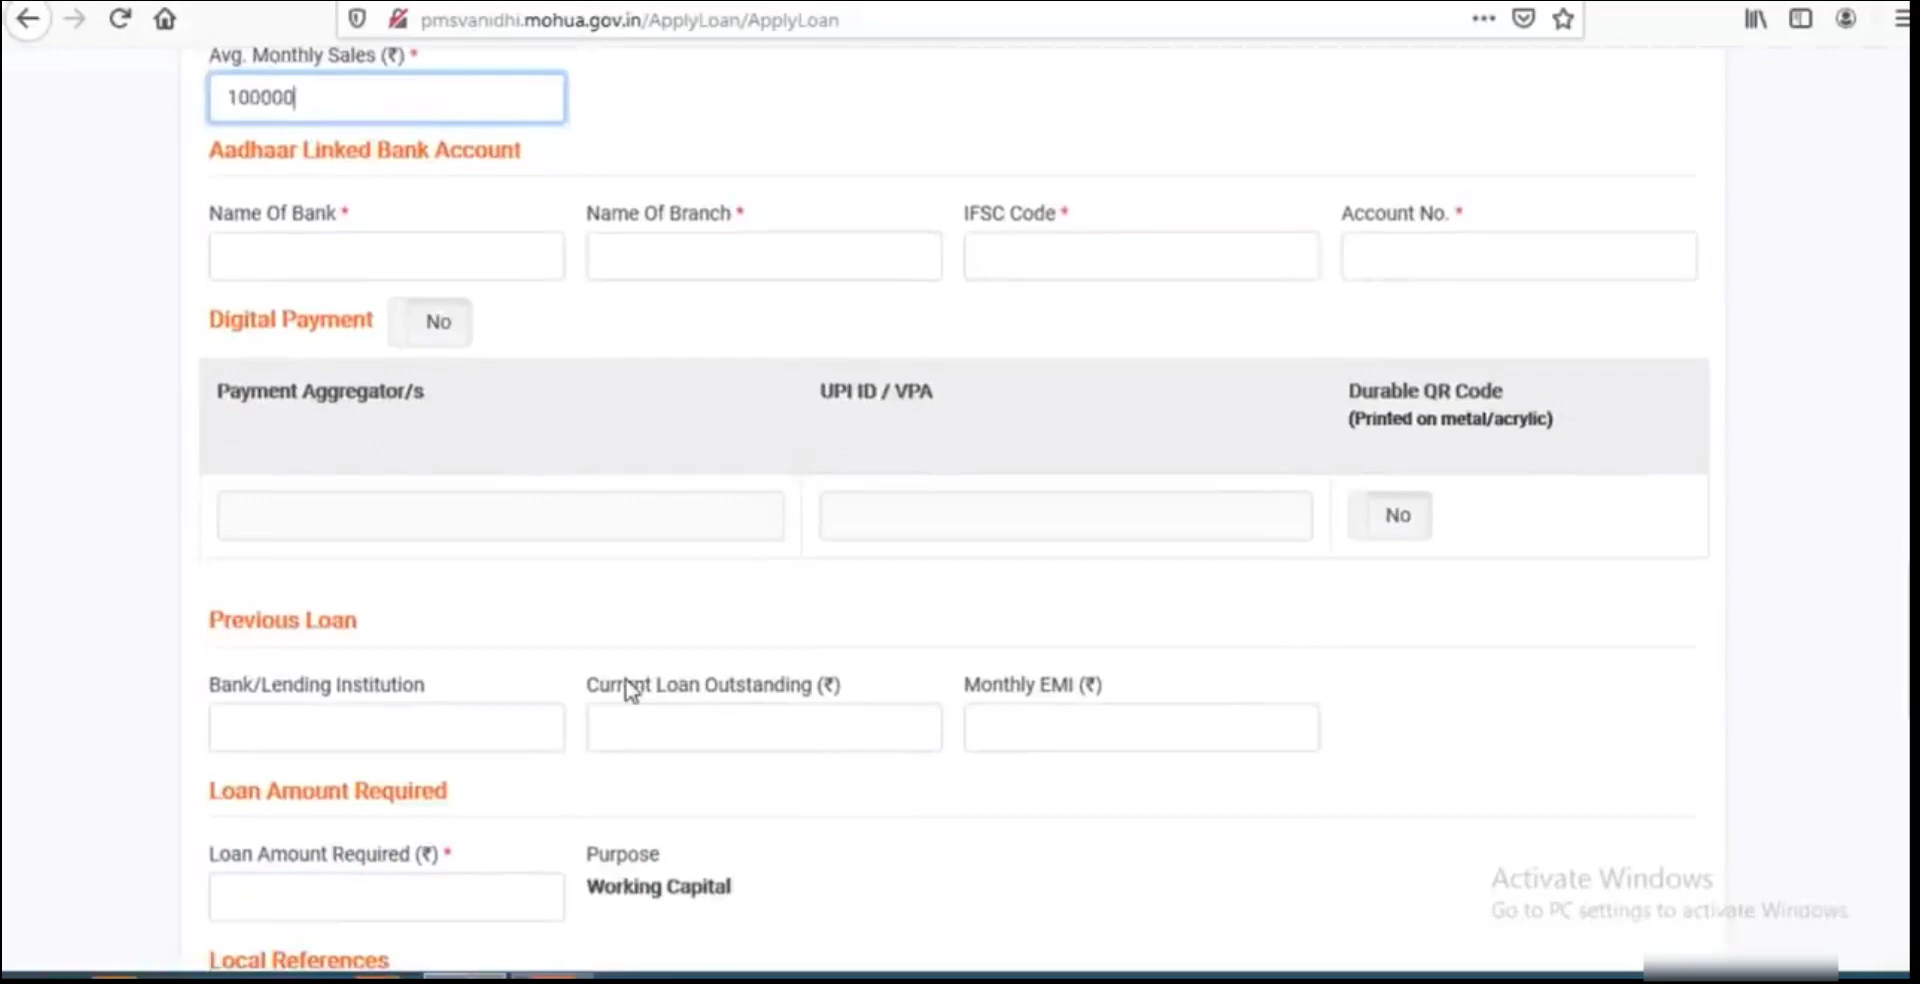 pmsvanidhi.mohua.gov.in/ApplyLoan/ApplyLoan
Avg. Monthly Sales (₹) *
100000
Aadhaar Linked Bank Account
Name Of Bank * Name Of Branch * IFSC Code * Account No. *
Digital Payment No
Payment Aggregator/s UPI ID / VPA Durable QR Code
(Printed on metal/acrylic)
No
Previous Loan
Bank/Lending Institution Current Loan Outstanding (₹) Monthly EMI (₹)
Loan Amount Required
Loan Amount Required (₹) * Purpose
Working Capital
Activate Windows
Go to PC settings to activate Windows.
Local References